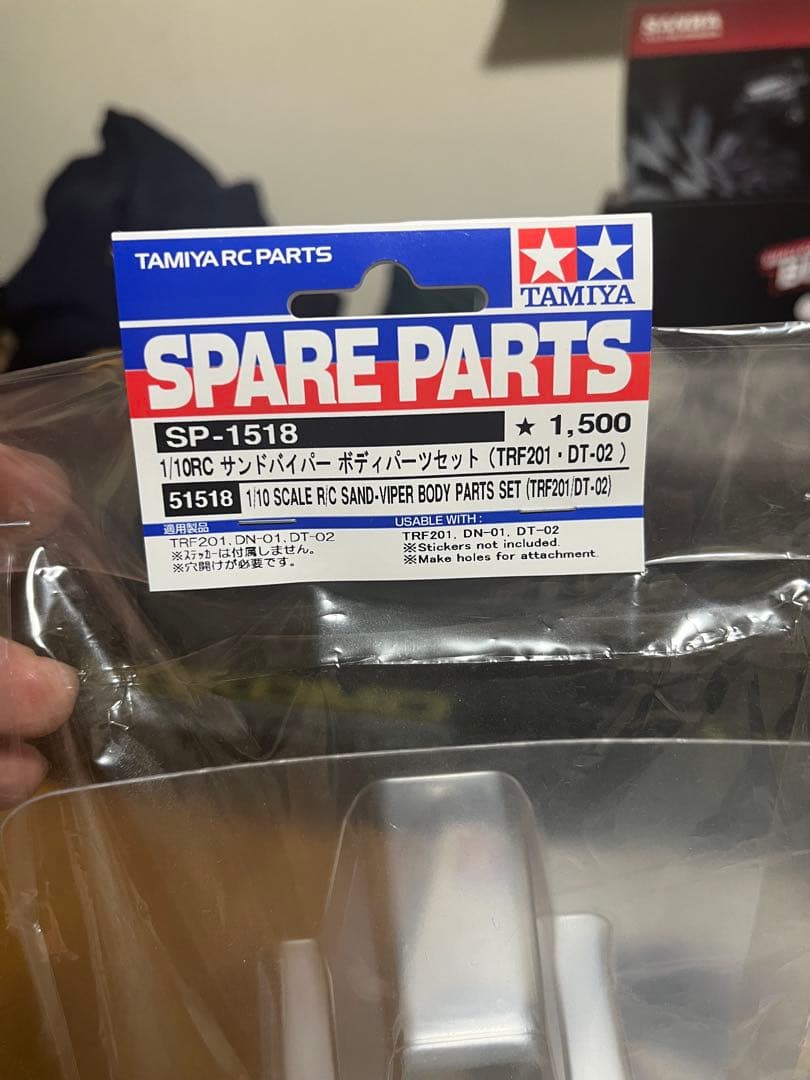 TAMIYA RC PARTS
TAMIYA
SPARE PARTS
SP-1518
★ 1,500
1/10RC サンドバイパー ボディパーツセット（TRF201・DT-02 ）
51518 1/10 SCALE R/C SAND-VIPER BODY PARTS SET (TRF201/DT-02)
適用製品
TRF201, DN-01, DT-02
※ステッカーは付属しません。
※穴開けが必要です。
USABLE WITH :
TRF201, DN-01, DT-02
※Stickers not included.
※Make holes for attachment.